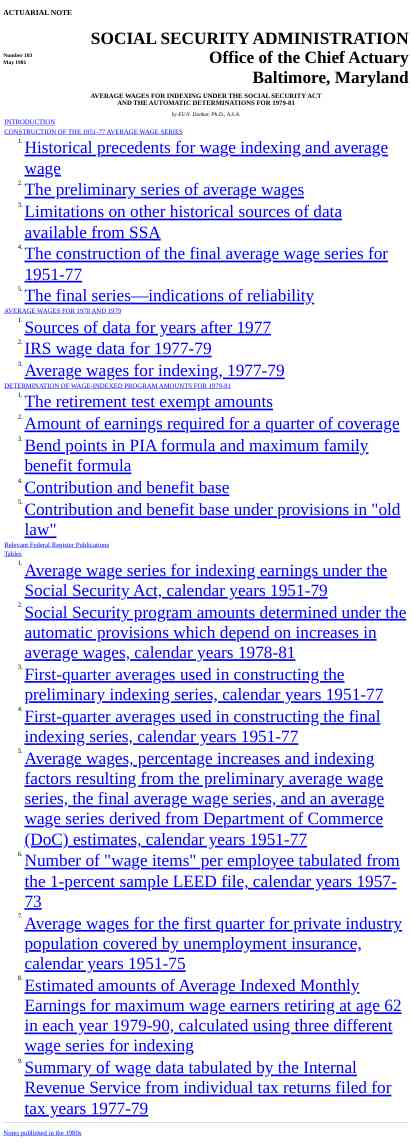 ACTUARIAL NOTE
SOCIAL SECURITY ADMINISTRATION
Number 103
May 1981
Office of the Chief Actuary
Baltimore, Maryland
AVERAGE WAGES FOR INDEXING UNDER THE SOCIAL SECURITY ACT
AND THE AUTOMATIC DETERMINATIONS FOR 1979-81
by Eli N. Donkar, Ph.D., A.S.A.
INTRODUCTION
CONSTRUCTION OF THE 1951-77 AVERAGE WAGE SERIES
1. Historical precedents for wage indexing and average
wage
2. The preliminary series of average wages
3. Limitations on other historical sources of data
available from SSA
4. The construction of the final average wage series for
1951-77
5. The final series—indications of reliability
AVERAGE WAGES FOR 1978 AND 1979
1. Sources of data for years after 1977
2. IRS wage data for 1977-79
3. Average wages for indexing, 1977-79
DETERMINATION OF WAGE-INDEXED PROGRAM AMOUNTS FOR 1979-81
1. The retirement test exempt amounts
2. Amount of earnings required for a quarter of coverage
3. Bend points in PIA formula and maximum family
benefit formula
4. Contribution and benefit base
5. Contribution and benefit base under provisions in "old
law"
Relevant Federal Register Publications
Tables
1. Average wage series for indexing earnings under the
Social Security Act, calendar years 1951-79
2. Social Security program amounts determined under the
automatic provisions which depend on increases in
average wages, calendar years 1978-81
3. First-quarter averages used in constructing the
preliminary indexing series, calendar years 1951-77
4. First-quarter averages used in constructing the final
indexing series, calendar years 1951-77
5. Average wages, percentage increases and indexing
factors resulting from the preliminary average wage
series, the final average wage series, and an average
wage series derived from Department of Commerce
(DoC) estimates, calendar years 1951-77
6. Number of "wage items" per employee tabulated from
the 1-percent sample LEED file, calendar years 1957-
73
7. Average wages for the first quarter for private industry
population covered by unemployment insurance,
calendar years 1951-75
8. Estimated amounts of Average Indexed Monthly
Earnings for maximum wage earners retiring at age 62
in each year 1979-90, calculated using three different
wage series for indexing
9. Summary of wage data tabulated by the Internal
Revenue Service from individual tax returns filed for
tax years 1977-79
Notes published in the 1980s